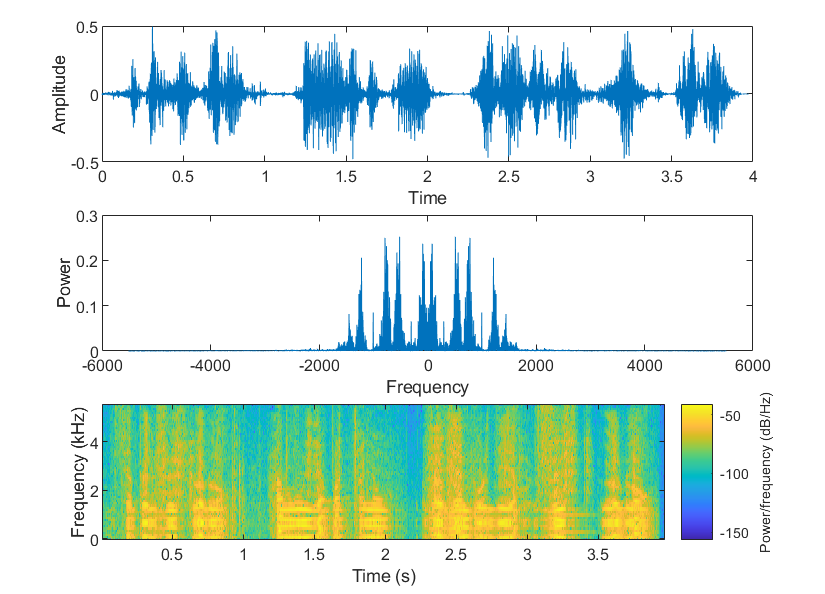 0.5
0
-0.5
Amplitude
0 0.5 1 1.5 2 2.5 3 3.5 4
Time
0.3
0.2
0.1
0
Power
-6000 -4000 -2000 0 2000 4000 6000
Frequency
4
2
0
Frequency (kHz)
0.5 1 1.5 2 2.5 3 3.5
Time (s)
-50
-100
-150
Power/frequency (dB/Hz)